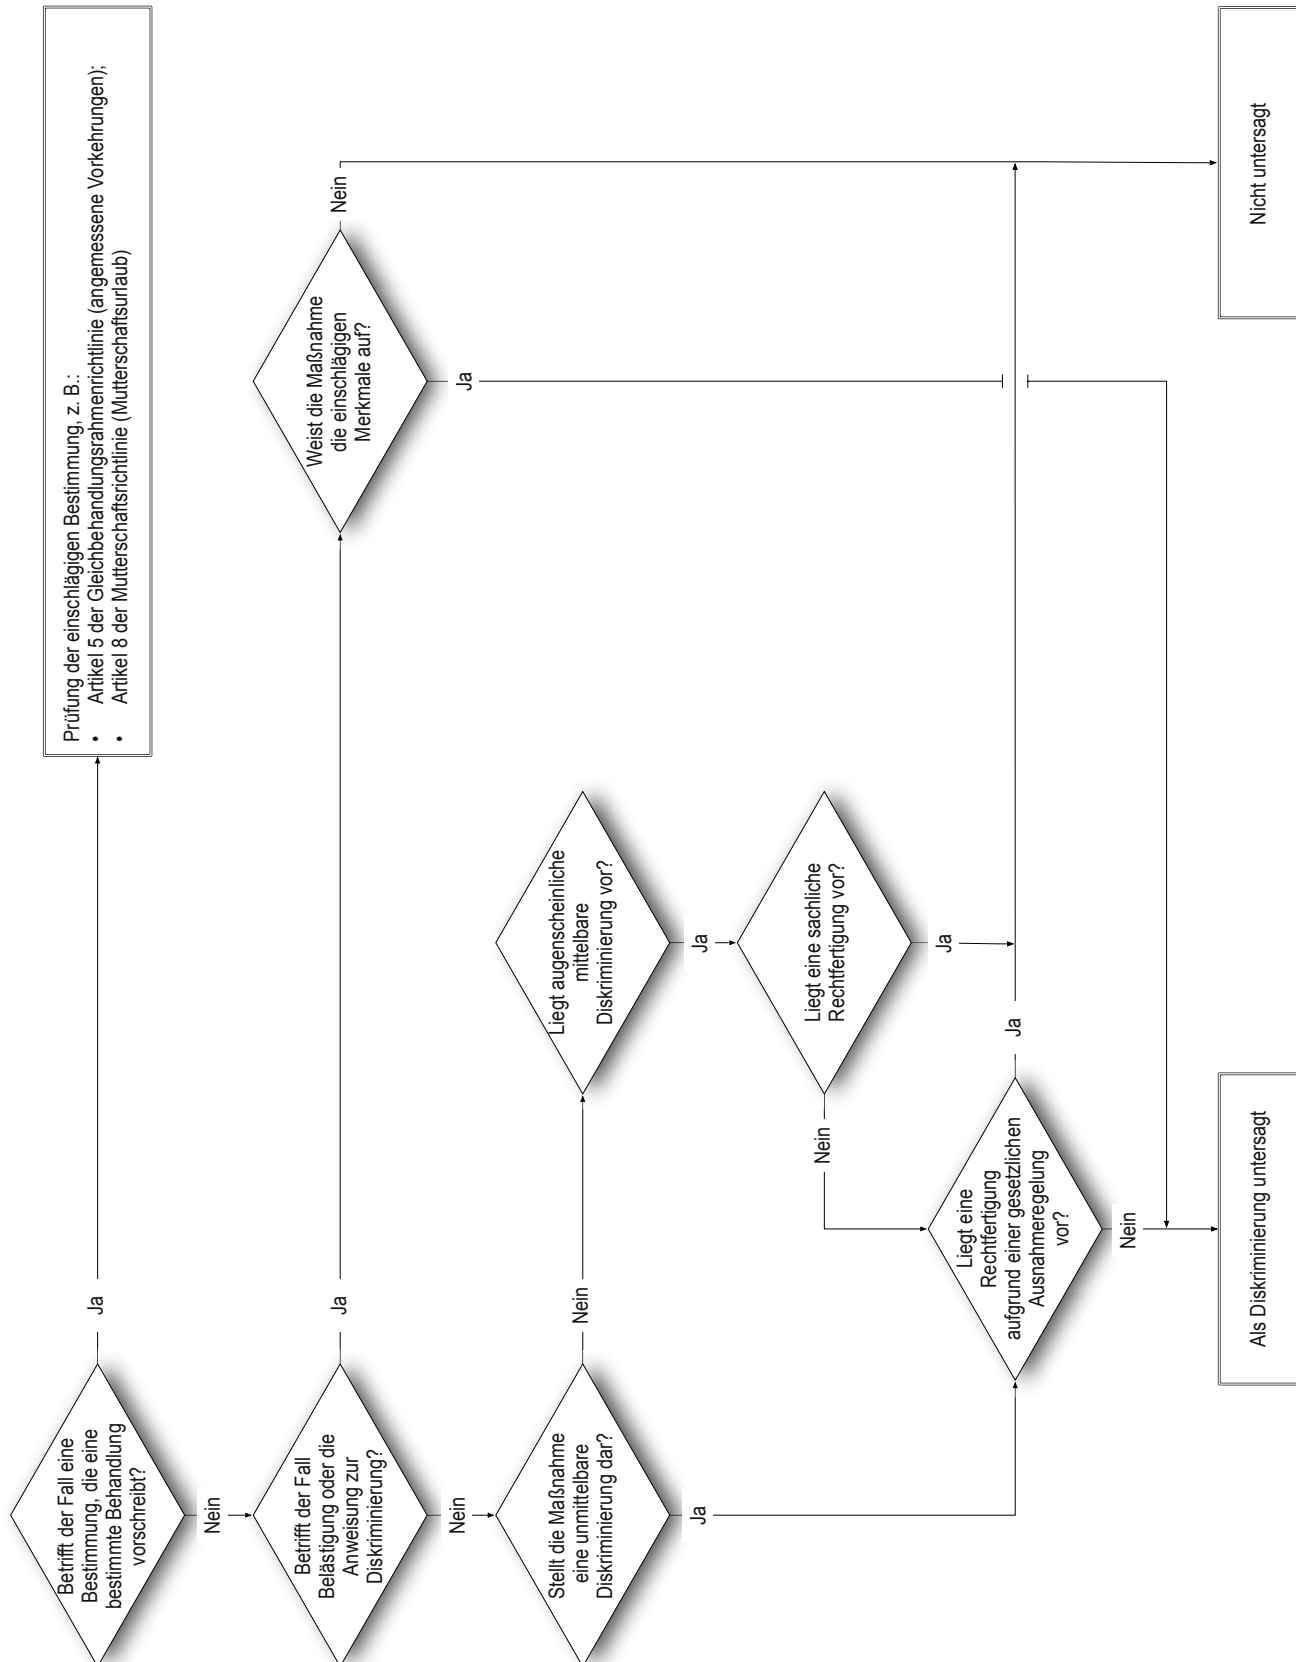 Betrifft der Fall eine
Bestimmung, die eine
bestimmte Behandlung
vorschreibt?
Ja
Prüfung der einschlägigen Bestimmung, z. B.:
• Artikel 5 der Gleichbehandlungsrahmenrichtlinie (angemessene Vorkehrungen);
• Artikel 8 der Mutterschaftsrichtlinie (Mutterschaftsurlaub)
Nein
Betrifft der Fall
Belästigung oder die
Anweisung zur
Diskriminierung?
Ja
Weist die Maßnahme
die einschlägigen
Merkmale auf?
Nein
Ja
Nein
Stellt die Maßnahme
eine unmittelbare
Diskriminierung dar?
Nein
Liegt augenscheinliche
mittelbare
Diskriminierung vor?
Ja
Ja
Liegt eine sachliche
Rechtfertigung vor?
Nein
Ja
Liegt eine
Rechtfertigung
aufgrund einer gesetzlichen
Ausnahmeregelung
vor?
Ja
Nein
Als Diskriminierung untersagt
Nicht untersagt